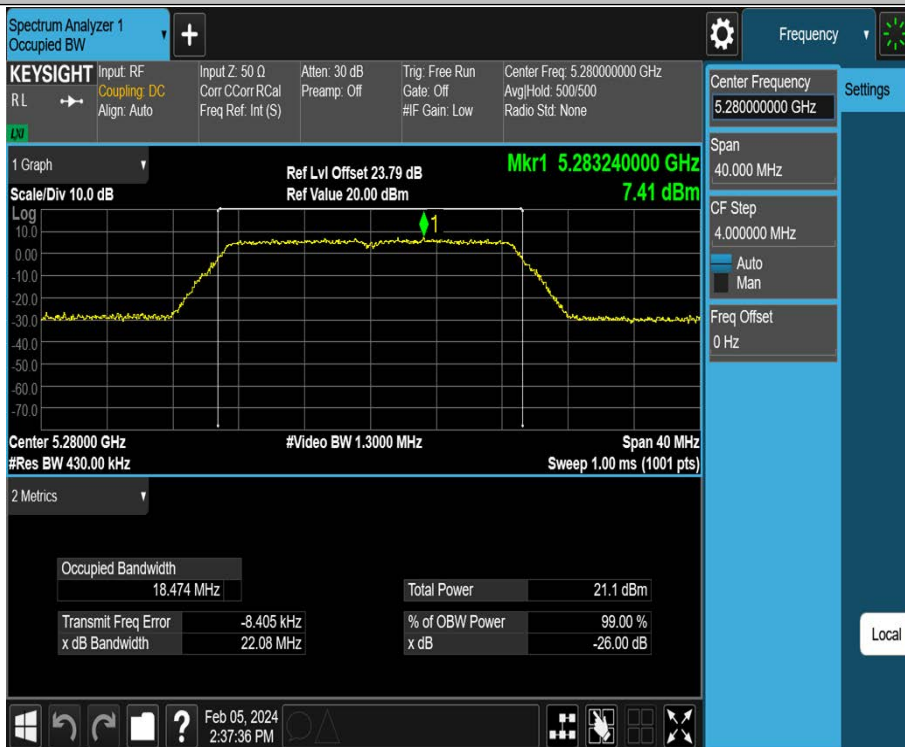 Spectrum Analyzer 1
Occupied BW
+
Frequency
KEYSIGHT
RL
LXI
Input: RF
Coupling: DC
Align: Auto
Input Z: 50 Ω
Corr CCorr RCal
Freq Ref: Int (S)
Atten: 30 dB
Preamp: Off
Trig: Free Run
Gate: Off
#IF Gain: Low
Center Freq: 5.280000000 GHz
Avg|Hold: 500/500
Radio Std: None
Center Frequency
5.280000000 GHz
Settings
Span
40.000 MHz
CF Step
4.000000 MHz
Auto
Man
Freq Offset
0 Hz
1 Graph
Scale/Div 10.0 dB
Ref Lvl Offset 23.79 dB
Ref Value 20.00 dBm
Mkr1 5.283240000 GHz
7.41 dBm
Log
10.0
0.00
-10.0
-20.0
-30.0
-40.0
-50.0
-60.0
-70.0
1
Center 5.28000 GHz
#Video BW 1.3000 MHz
Span 40 MHz
#Res BW 430.00 kHz
Sweep 1.00 ms (1001 pts)
2 Metrics
Occupied Bandwidth
18.474 MHz
Total Power 21.1 dBm
Transmit Freq Error -8.405 kHz
% of OBW Power 99.00 %
x dB Bandwidth 22.08 MHz
x dB -26.00 dB
Local
?
Feb 05, 2024
2:37:36 PM